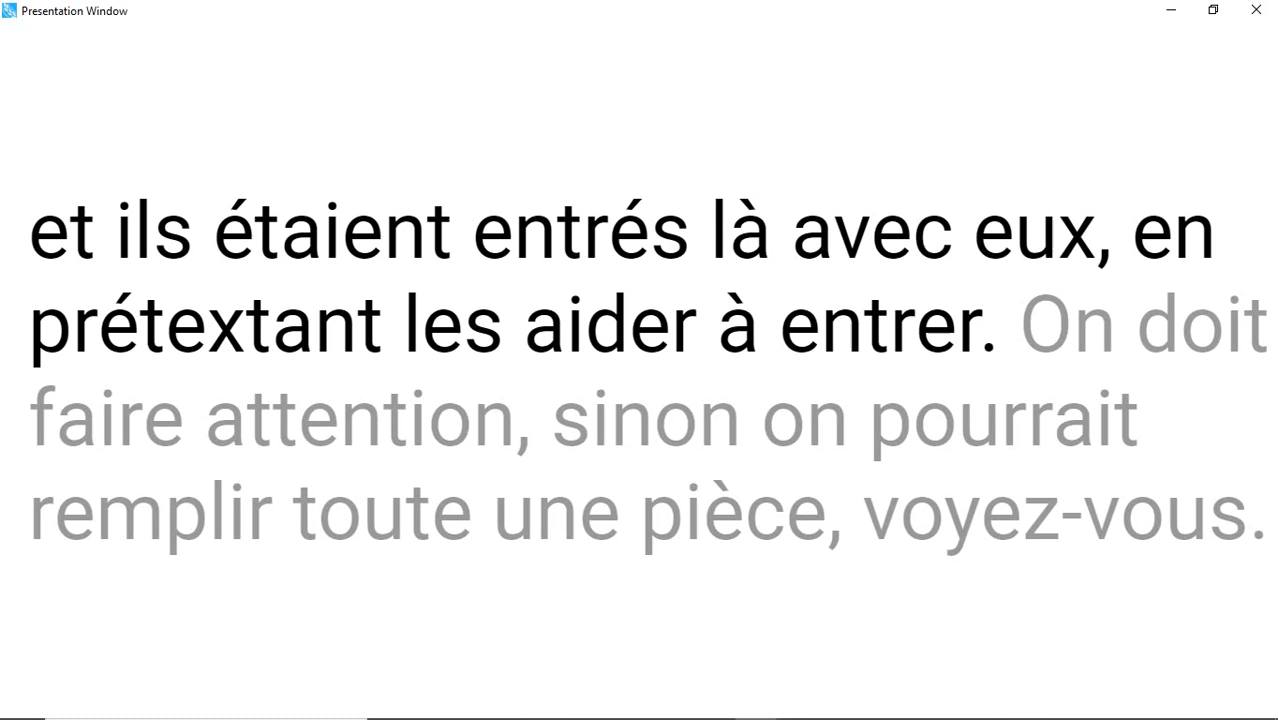 Presentation Window
et ils étaient entrés là avec eux, en
prétextant les aider à entrer. On doit
faire attention, sinon on pourrait
remplir toute une pièce, voyez-vous.